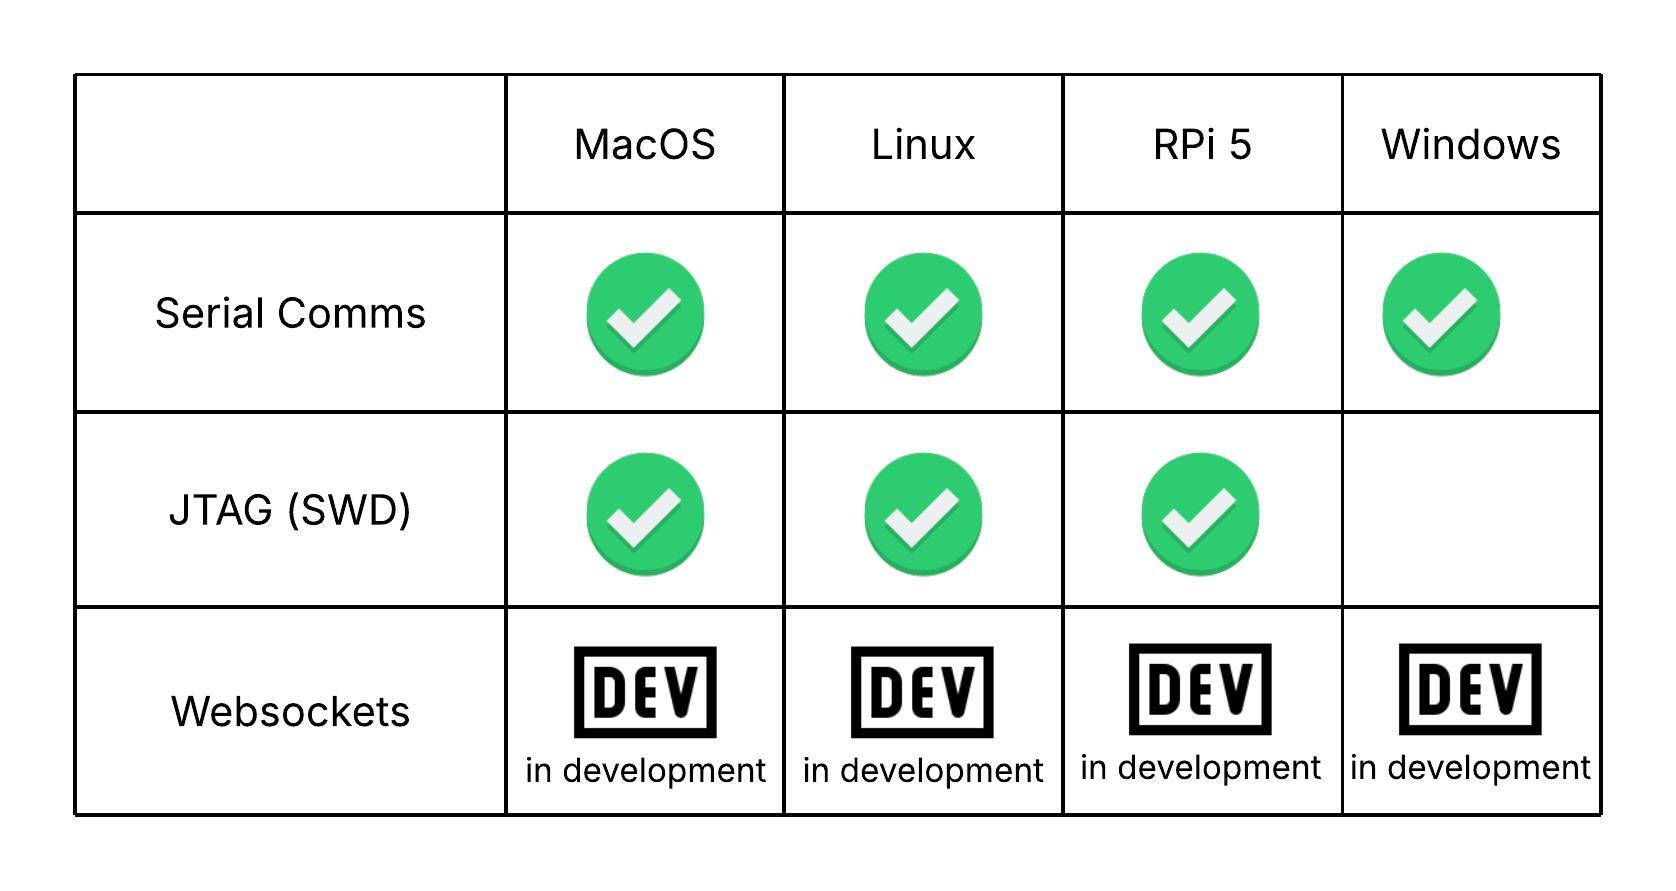 MacOS
Linux
RPi 5
Windows
Serial Comms
JTAG (SWD)
Websockets
DEV
in development
DEV
in development
DEV
in development
DEV
in development